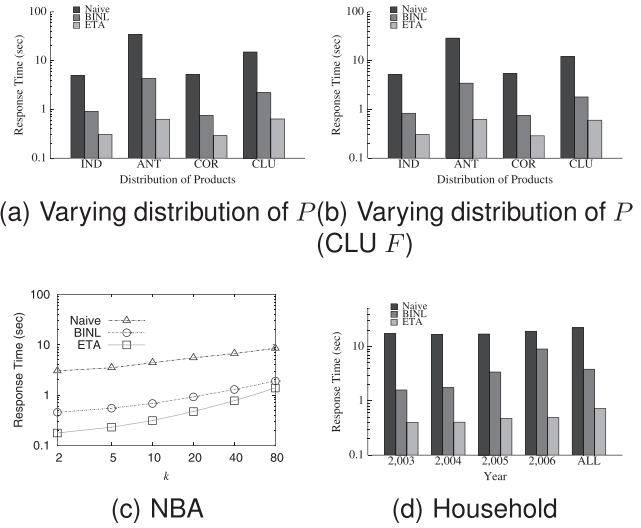 Naive
BINL
ETA
100
10
1
0.1
Response Time (sec)
IND ANT COR CLU
Distribution of Products
(a) Varying distribution of P
Naive
BINL
ETA
100
10
1
0.1
Response Time (sec)
IND ANT COR CLU
Distribution of Products
(b) Varying distribution of P
(CLU F)
100
10
1
0.1
Response Time (sec)
Naive
BINL
ETA
2 5 10 20 40 80
k
(c) NBA
Naive
BINL
ETA
10
1
0.1
Response Time (sec)
2,003 2,004 2,005 2,006 ALL
Year
(d) Household